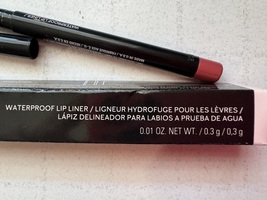 WATERPROOF LIP LINER / LIGNEUR HYDROFUGE POUR LES LÈVRES /
LÁPIZ DELINEADOR PARA LABIOS A PRUEBA DE AGUA
0.01 OZ. NET WT. / 0.3 g / 0,3 g